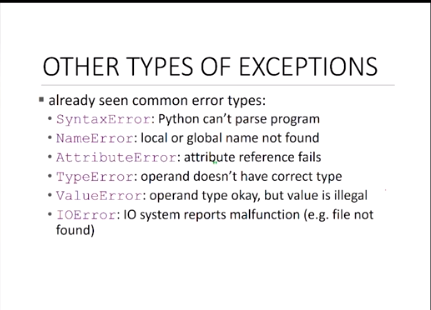 OTHER TYPES OF EXCEPTIONS
▪ already seen common error types:
• SyntaxError: Python can't parse program
• NameError: local or global name not found
• AttributeError: attribute reference fails
• TypeError: operand doesn't have correct type
• ValueError: operand type okay, but value is illegal
• IOError: IO system reports malfunction (e.g. file not
found)